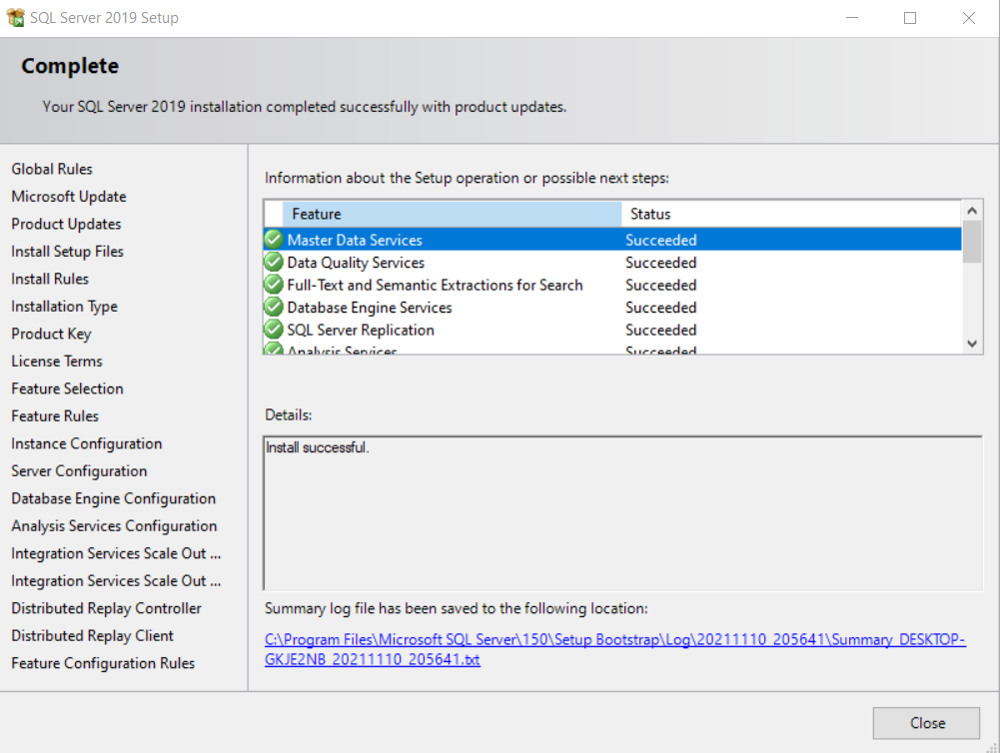 SQL Server 2019 Setup
Complete
Your SQL Server 2019 installation completed successfully with product updates.
Global Rules
Microsoft Update
Product Updates
Install Setup Files
Install Rules
Installation Type
Product Key
License Terms
Feature Selection
Feature Rules
Instance Configuration
Server Configuration
Database Engine Configuration
Analysis Services Configuration
Integration Services Scale Out ...
Integration Services Scale Out ...
Distributed Replay Controller
Distributed Replay Client
Feature Configuration Rules
Information about the Setup operation or possible next steps:
Feature Status
Master Data Services Succeeded
Data Quality Services Succeeded
Full-Text and Semantic Extractions for Search Succeeded
Database Engine Services Succeeded
SQL Server Replication Succeeded
Analysis Services Succeeded
Details:
Install successful.
Summary log file has been saved to the following location:
C:\Program Files\Microsoft SQL Server\150\Setup Bootstrap\Log\20211110_205641\Summary_DESKTOP-
GKJE2NB_20211110_205641.txt
Close